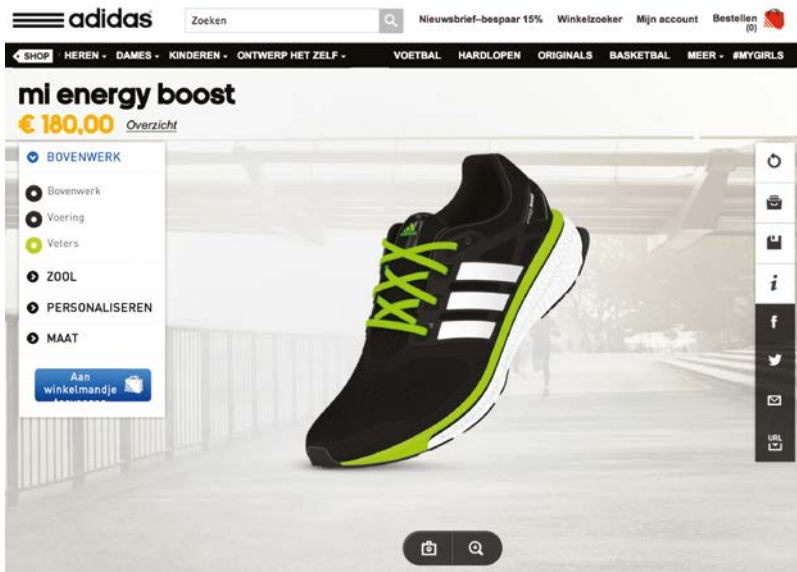 adidas
Zoeken
Nieuwsbrief–bespaar 15% Winkelzoeker Mijn account Bestellen
(0)
SHOP HEREN DAMES KINDEREN ONTWERP HET ZELF VOETBAL HARDLOPEN ORIGINALS BASKETBAL MEER #MYGIRLS
mi energy boost
€ 180,00 Overzicht
BOVENWERK
Bovenwerk
Voering
Veters
ZOOL
PERSONALISEREN
MAAT
Aan
winkelmandje
i
f
URL